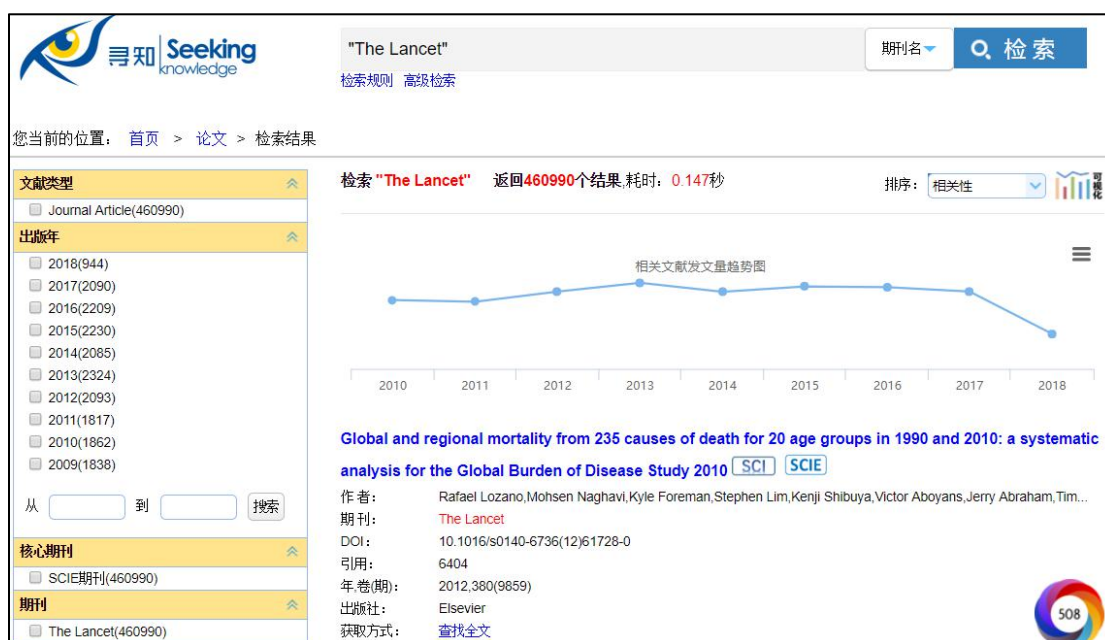 寻知 Seeking knowledge
"The Lancet" 期刊名 检索
检索规则 高级检索
您当前的位置： 首页 > 论文 > 检索结果
文献类型
Journal Article(460990)
出版年
2018(944)
2017(2090)
2016(2209)
2015(2230)
2014(2085)
2013(2324)
2012(2093)
2011(1817)
2010(1862)
2009(1838)
从 到 搜索
核心期刊
SCIE期刊(460990)
期刊
The Lancet(460990)
检索 "The Lancet" 返回460990个结果,耗时：0.147秒 排序： 相关性 可视化
相关文献发文量趋势图
2010 2011 2012 2013 2014 2015 2016 2017 2018
Global and regional mortality from 235 causes of death for 20 age groups in 1990 and 2010: a systematic
analysis for the Global Burden of Disease Study 2010 SCI SCIE
作者： Rafael Lozano,Mohsen Naghavi,Kyle Foreman,Stephen Lim,Kenji Shibuya,Victor Aboyans,Jerry Abraham,Tim...
期刊： The Lancet
DOI： 10.1016/s0140-6736(12)61728-0
引用： 6404
年,卷(期)： 2012,380(9859)
出版社： Elsevier
获取方式： 查找全文
508